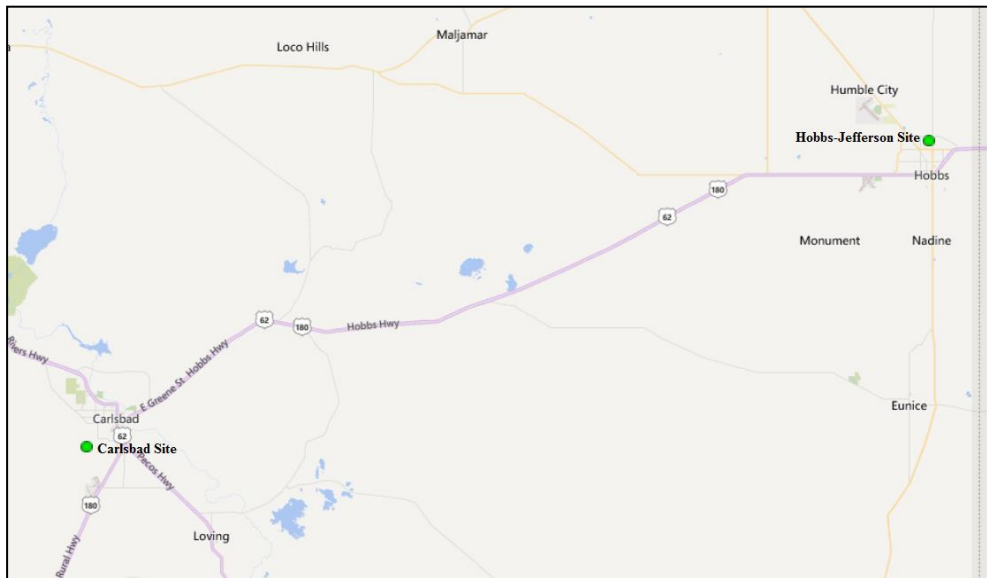 Maljamar
Loco Hills
a
Humble City
Hobbs-Jefferson Site
Hobbs
180
62
Monument
Nadine
62
180
Hobbs Hwy
Rivers Hwy
E Greene St
Hobbs Hwy
Eunice
Carlsbad
62
Carlsbad Site
Pecos Hwy
180
Loving
Rural Hwy